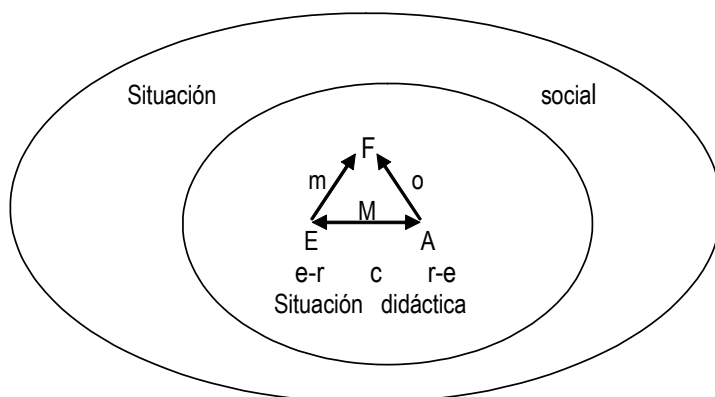 Situación social
F
m o
M
E A
e-r c r-e
Situación didáctica